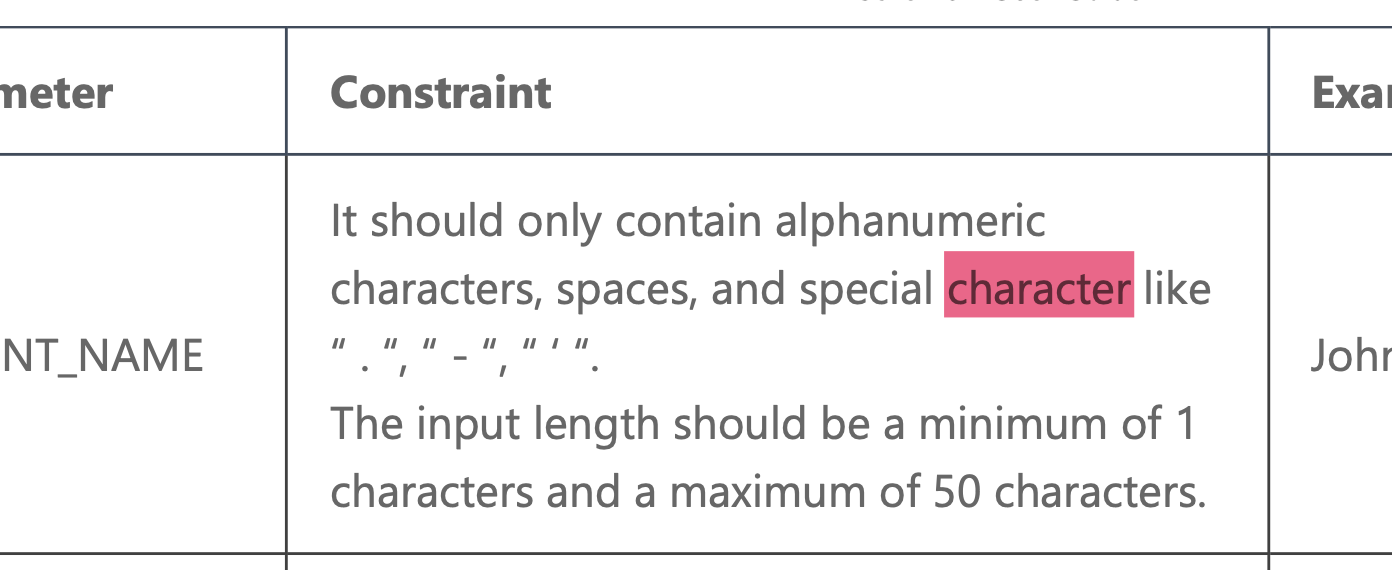 meter
Constraint
Exa
It should only contain alphanumeric
characters, spaces, and special character like
“ . “, “ - “, “ ‘ “.
The input length should be a minimum of 1
characters and a maximum of 50 characters.
NT_NAME
John